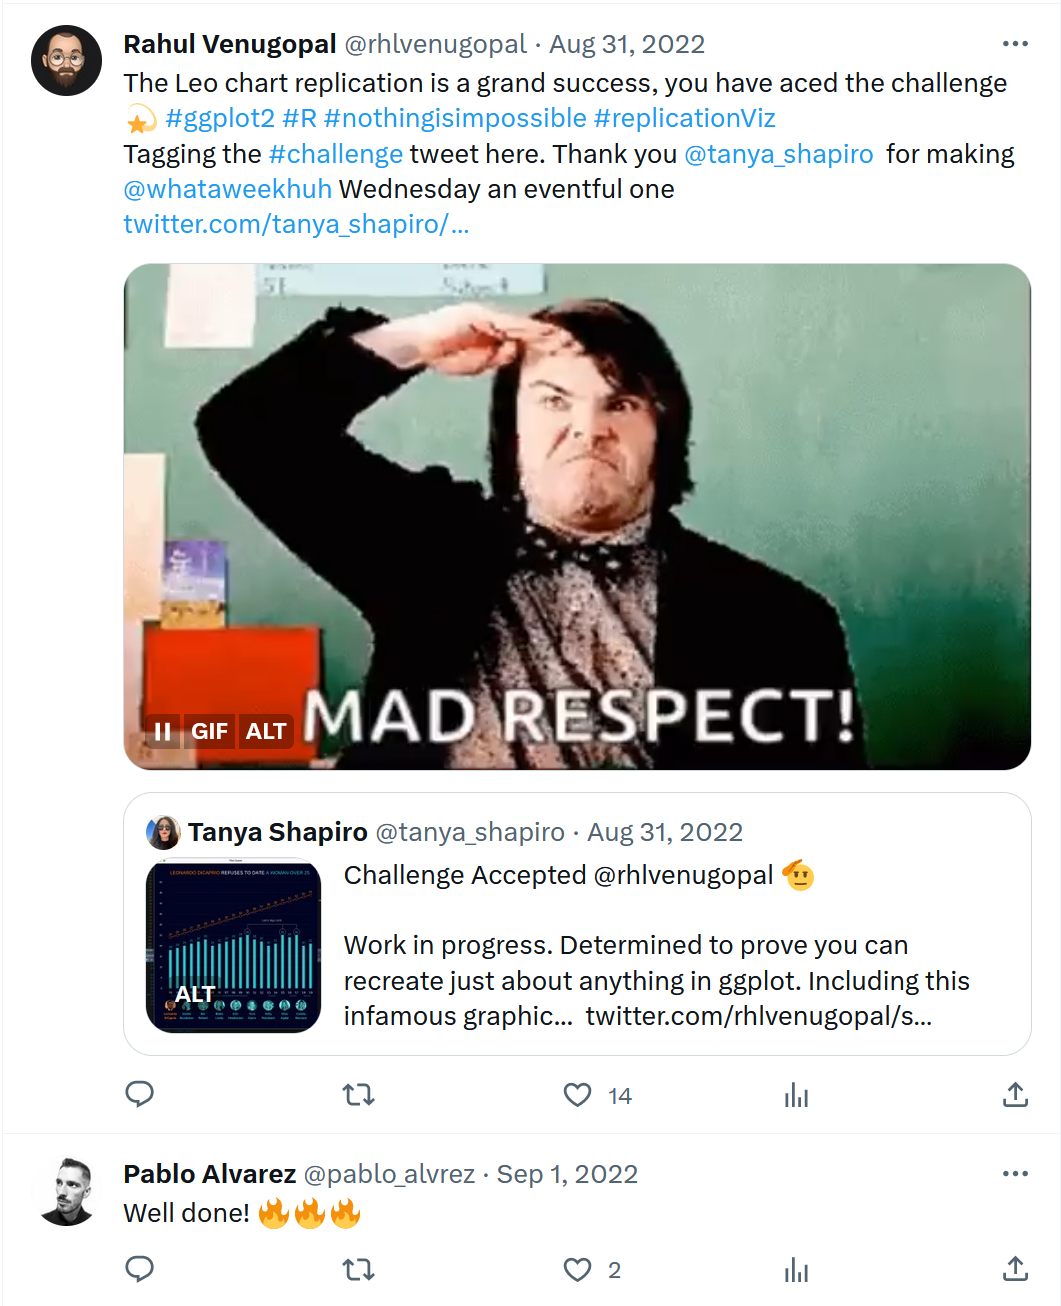 Rahul Venugopal @rhlvenugopal · Aug 31, 2022
The Leo chart replication is a grand success, you have aced the challenge
💫 #ggplot2 #R #nothingisimpossible #replicationViz
Tagging the #challenge tweet here. Thank you @tanya_shapiro for making
@whataweekhuh Wednesday an eventful one
twitter.com/tanya_shapiro/...
MAD RESPECT!
GIF ALT
Tanya Shapiro @tanya_shapiro · Aug 31, 2022
LEONARDO DICAPRIO REFUSES TO DATE A WOMAN OVER 25
ALT
Challenge Accepted @rhlvenugopal 🫡
Work in progress. Determined to prove you can
recreate just about anything in ggplot. Including this
infamous graphic... twitter.com/rhlvenugopal/s...
14
Pablo Alvarez @pablo_alvrez · Sep 1, 2022
Well done! 🔥🔥🔥
2